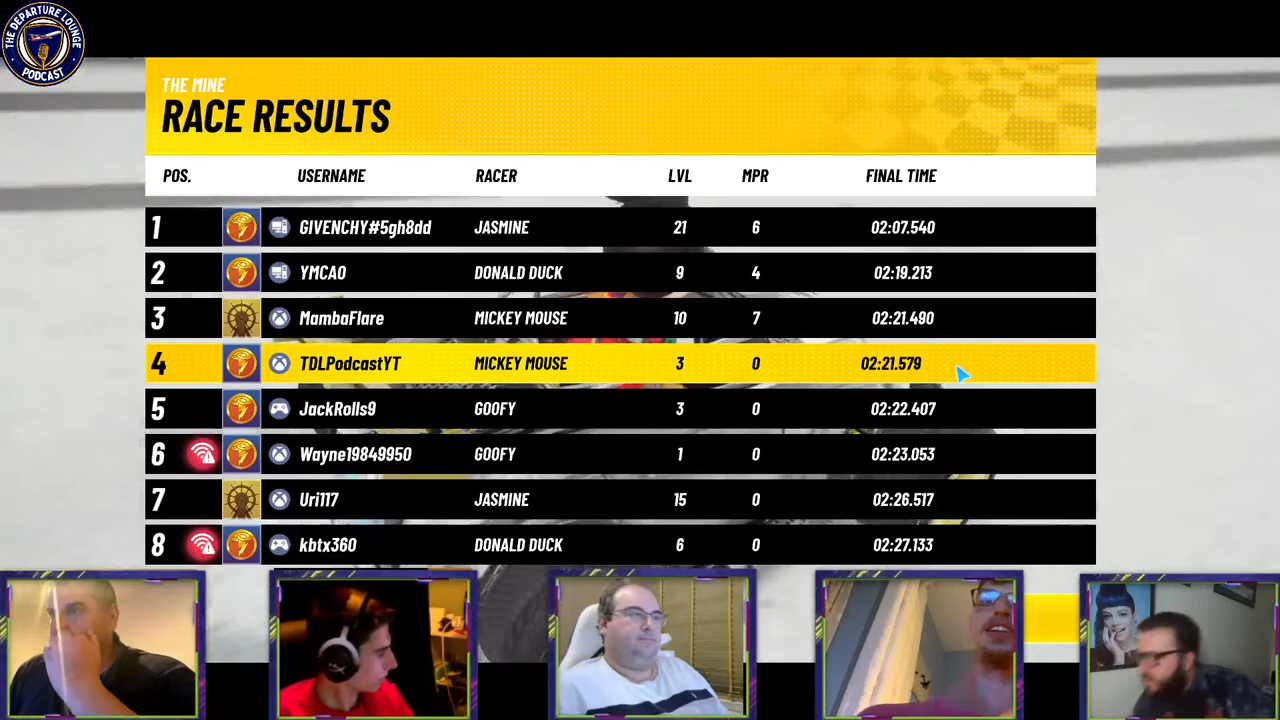 THE DEPARTURE LOUNGE
PODCAST
THE MINE
RACE RESULTS
POS. USERNAME RACER LVL MPR FINAL TIME
1 GIVENCHY#5gh8dd JASMINE 21 6 02:07.540
2 YMCAO DONALD DUCK 9 4 02:19.213
3 MambaFlare MICKEY MOUSE 10 7 02:21.490
4 TDLPodcastYT MICKEY MOUSE 3 0 02:21.579
5 JackRolls9 GOOFY 3 0 02:22.407
6 Wayne19849950 GOOFY 1 0 02:23.053
7 Uri117 JASMINE 15 0 02:26.517
8 kbtx360 DONALD DUCK 6 0 02:27.133